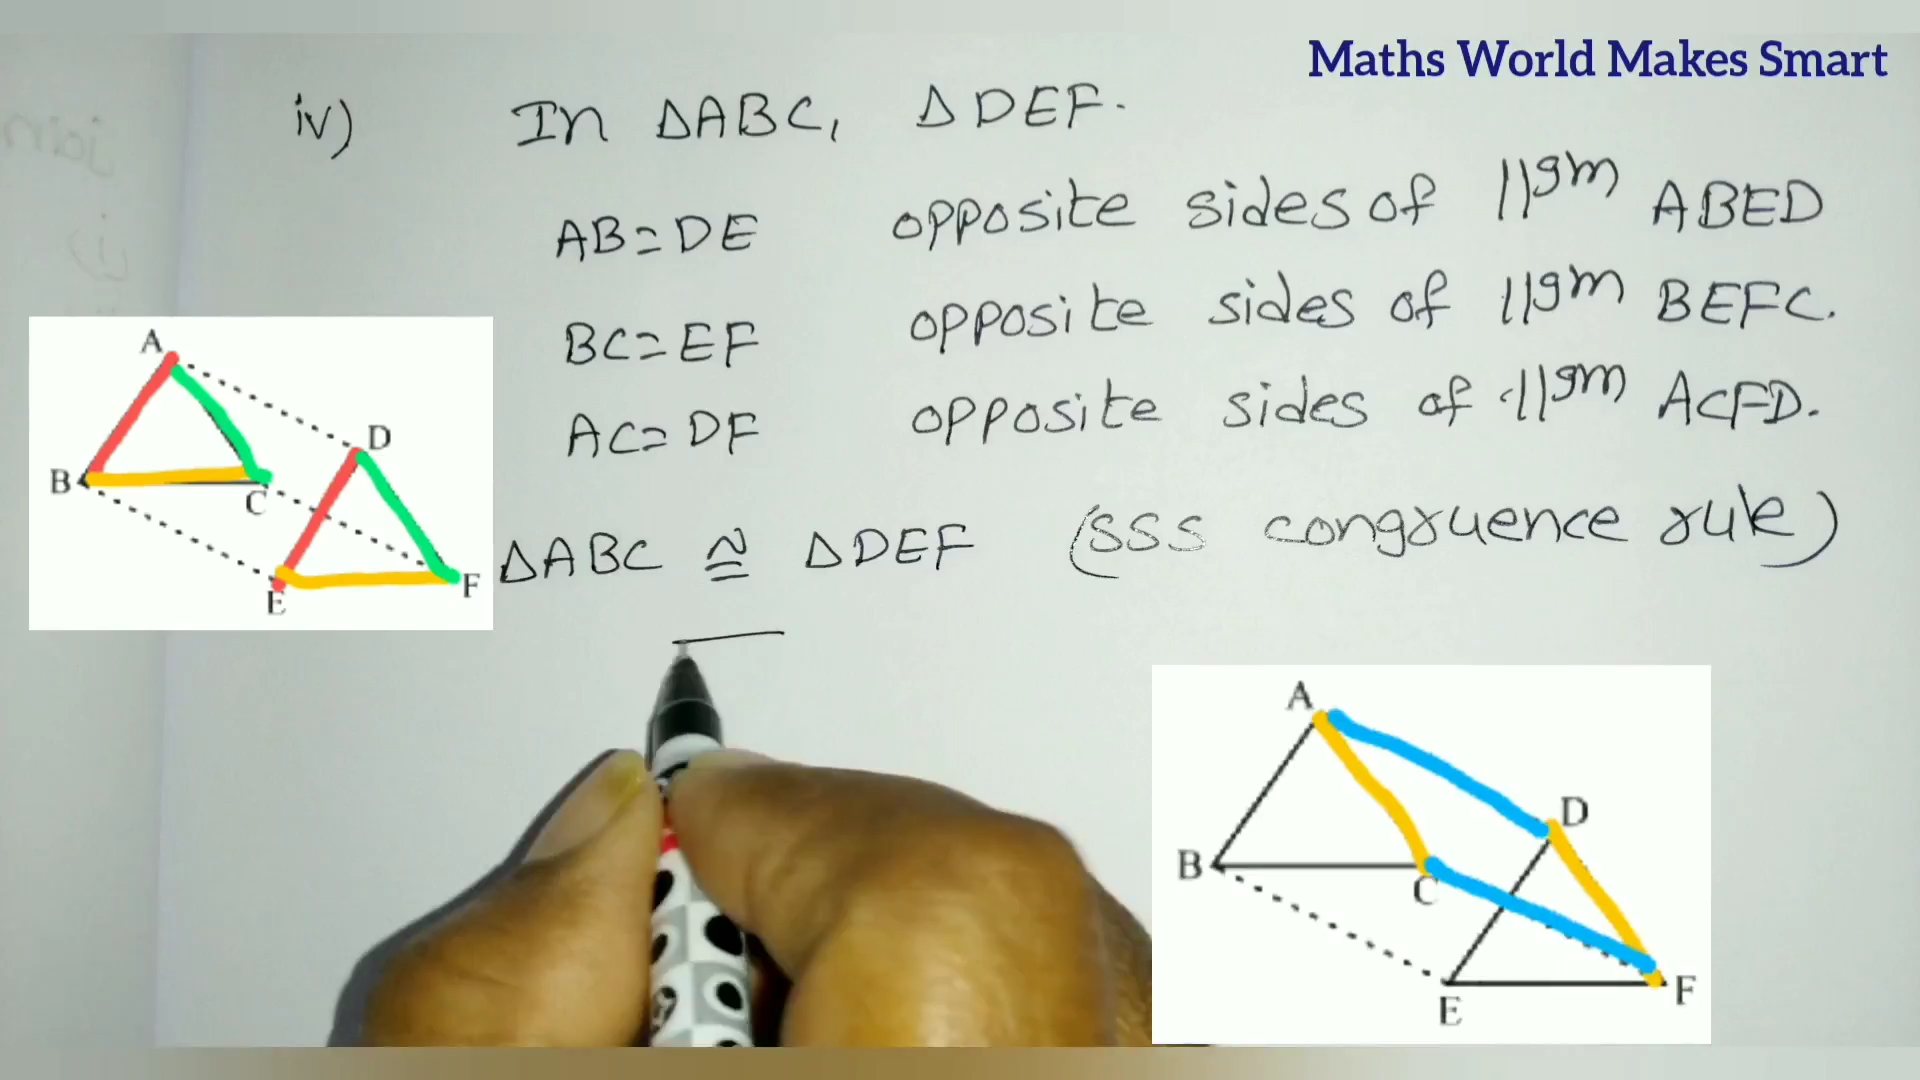 Maths World Makes Smart
iv) In ΔABC, ΔDEF.
AB=DE opposite sides of ||gm ABED
BC=EF opposite sides of ||gm BEFC.
AC=DF opposite sides of ||gm ACFD.
ΔABC ≅ ΔDEF (SSS congruence rule)
A
D
B
C
E
F
A
D
B
C
E
F